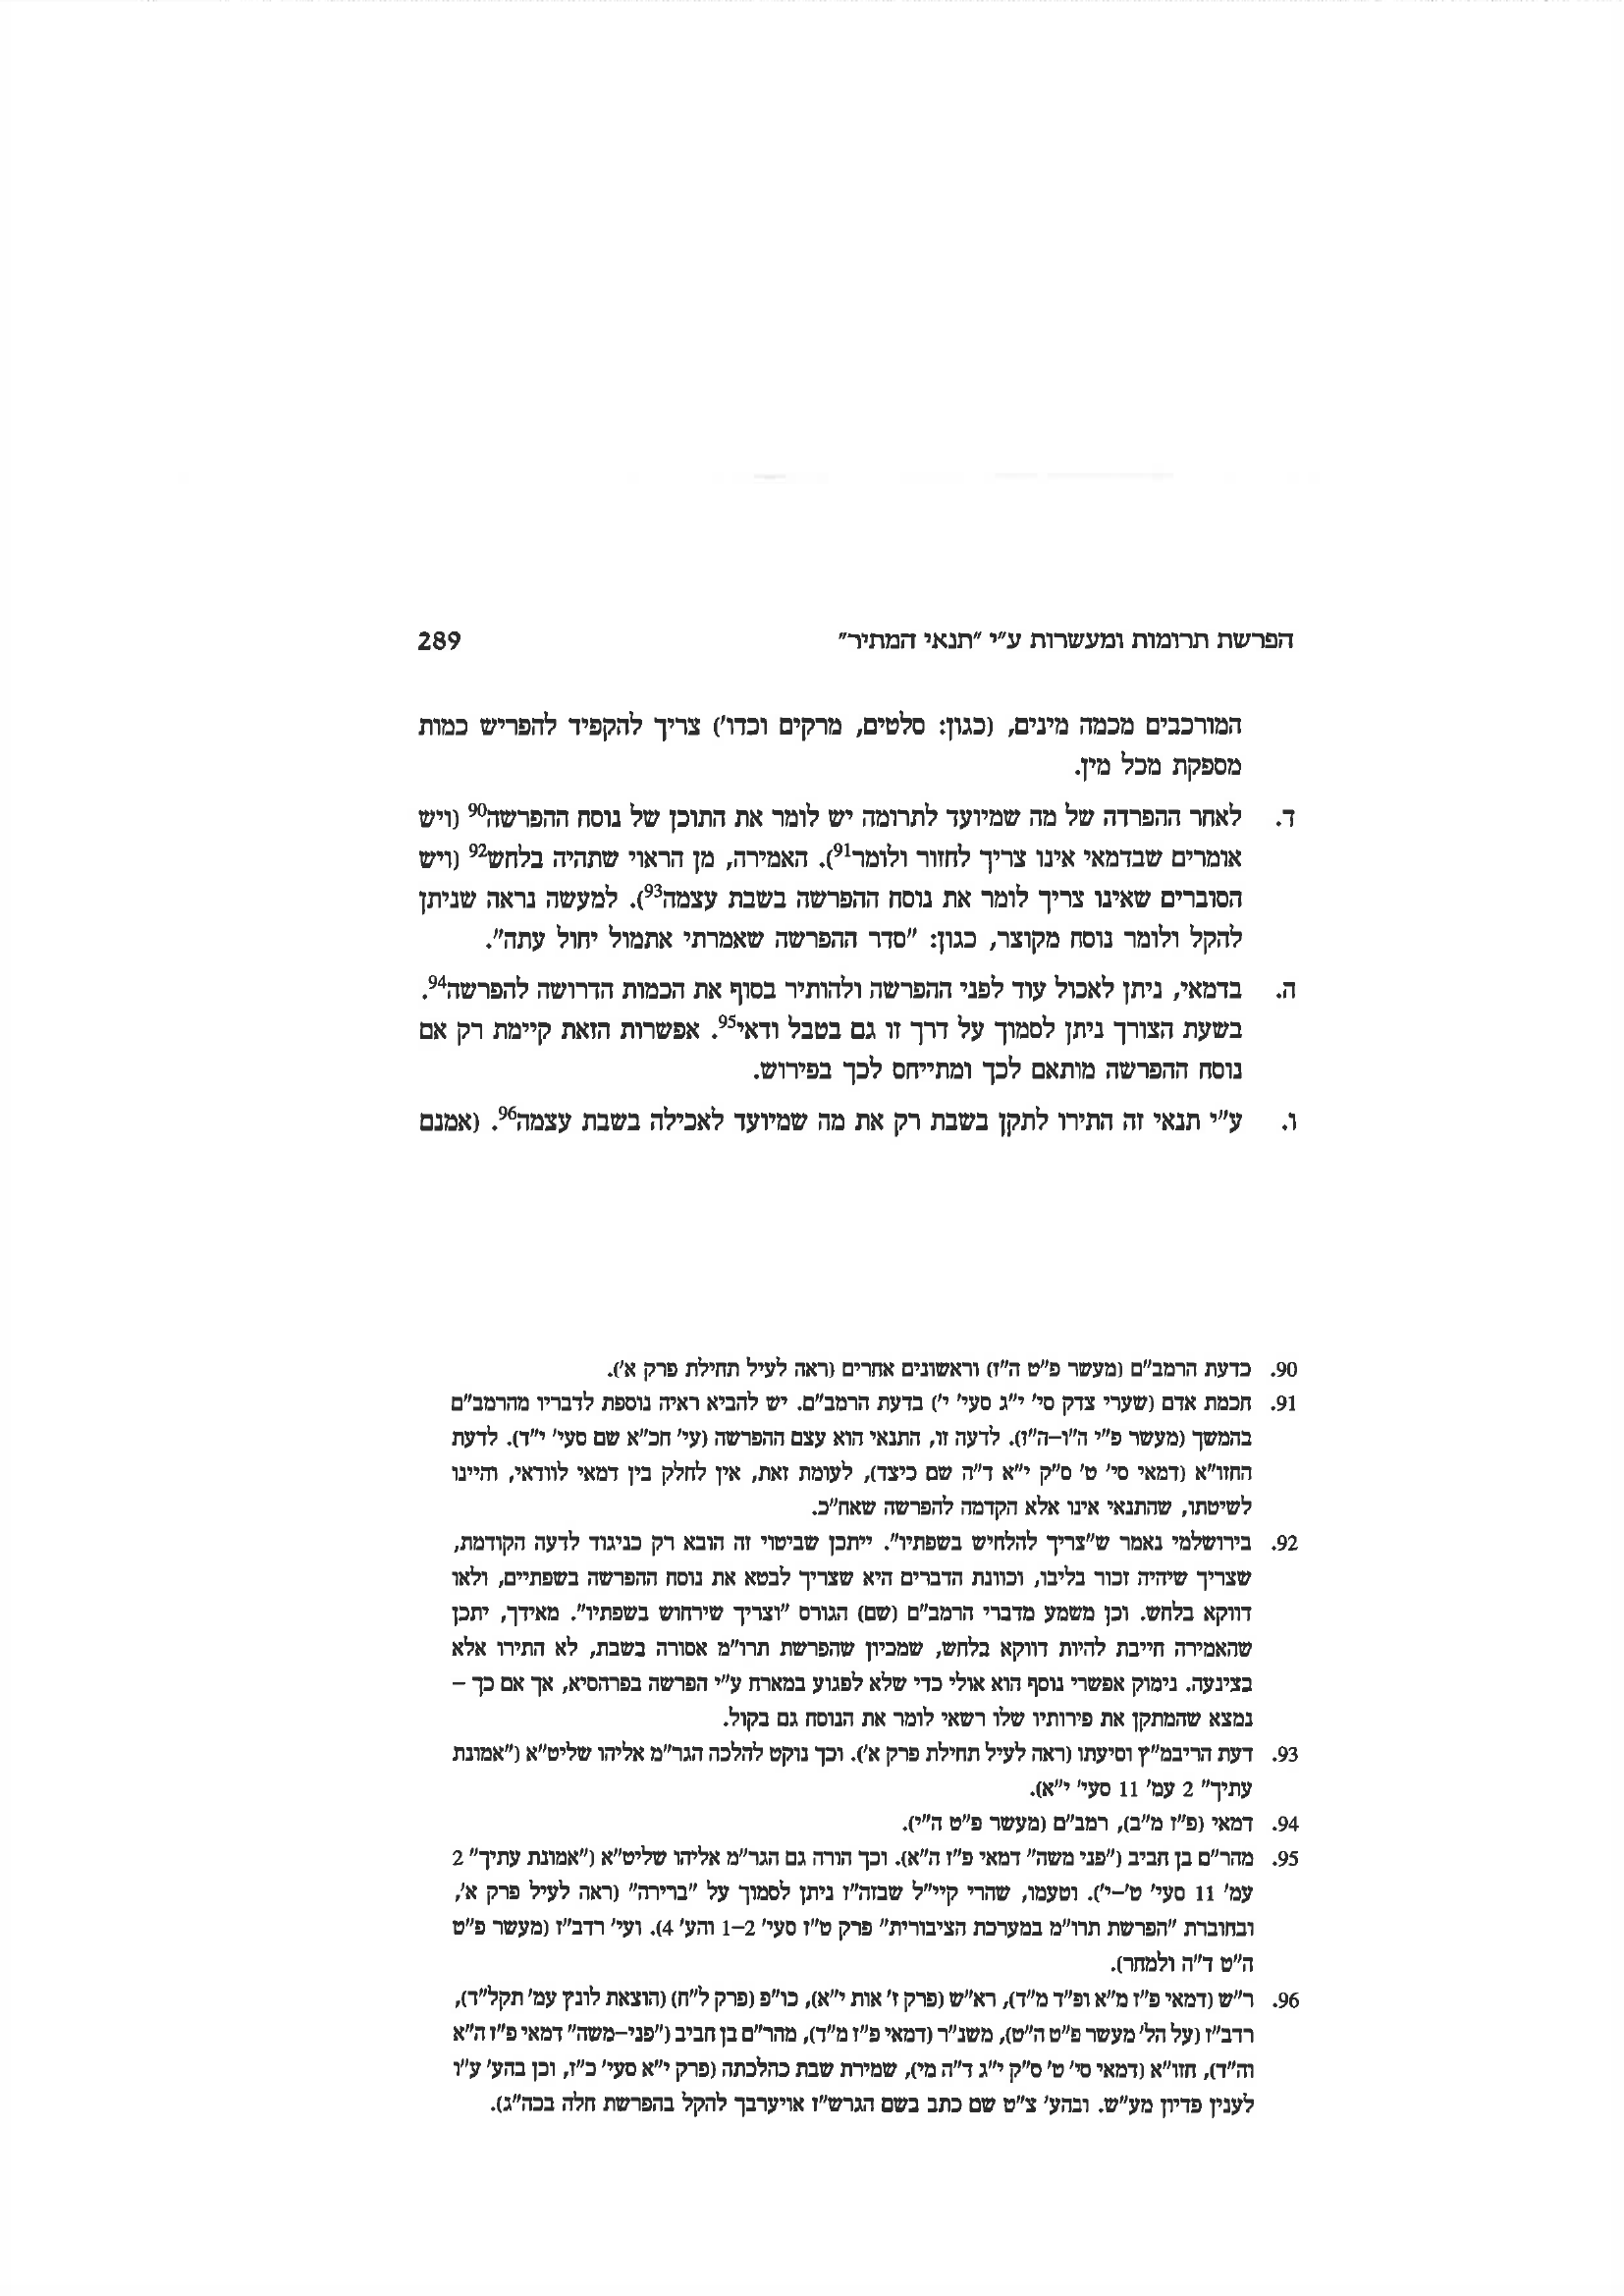 הפרשת תרומות ומעשרות ע״י ״תנאי המתיר״ 289
המורכבים מכמה מינים, (כגון: סלטים, מרקים וכדו') צריך להקפיד להפריש כמות
מספקת מכל מין.
ד. לאחר ההפרדה של מה שמיועד לתרומה יש לומר את התוכן של נוסח ההפרשה90 (ויש
אומרים שבדמאי אינו צריך לחזור ולומר91). האמירה, מן הראוי שתהיה בלחש92 (ויש
הסוברים שאינו צריך לומר את נוסח ההפרשה בשבת עצמה93). למעשה נראה שניתן
להקל ולומר נוסח מקוצר, כגון: "סדר ההפרשה שאמרתי אתמול יחול עתה".
ה. בדמאי, ניתן לאכול עוד לפני ההפרשה ולהותיר בסוף את הכמות הדרושה להפרשה94.
בשעת הצורך ניתן לסמוך על דרך זו גם בטבל ודאי95. אפשרות הזאת קיימת רק אם
נוסח ההפרשה מותאם לכך ומתייחס לכך בפירוש.
ו. ע"י תנאי זה התירו לתקן בשבת רק את מה שמיועד לאכילה בשבת עצמה96. (אמנם
90. כדעת הרמב"ם (מעשר פ"ט ה"ז) וראשונים אחרים (ראה לעיל תחילת פרק א').
91. חכמת אדם (שערי צדק סי' י"ג סעי' י') בדעת הרמב"ם. יש להביא ראיה נוספת לדבריו מהרמב"ם
בהמשך (מעשר פ"י ה"ו–ה"ז). לדעה זו, התנאי הוא עצם ההפרשה (עי' חכ"א שם סעי' י"ד). לדעת
החזו"א (דמאי סי' ט' ס"ק י"א ד"ה שם כיצד), לעומת זאת, אין לחלק בין דמאי לוודאי, והיינו
לשיטתו, שהתנאי אינו אלא הקדמה להפרשה שאח"כ.
92. בירושלמי נאמר ש"צריך להלחיש בשפתיו". ייתכן שביטוי זה הובא רק כניגוד לדעה הקודמת,
שצריך שיהיה זכור בליבו, וכוונת הדברים היא שצריך לבטא את נוסח ההפרשה בשפתיים, ולאו
דווקא בלחש. וכן משמע מדברי הרמב"ם (שם) הגורס "וצריך שירחוש בשפתיו". מאידך, יתכן
שהאמירה חייבת להיות דווקא בלחש, שמכיון שהפרשת תרו"מ אסורה בשבת, לא התירו אלא
בצינעה. נימוק אפשרי נוסף הוא אולי כדי שלא לפגוע במארח ע"י הפרשה בפרהסיא, אך אם כך –
נמצא שהמתקן את פירותיו שלו רשאי לומר את הנוסח גם בקול.
93. דעת הריבמ"ץ וסיעתו (ראה לעיל תחילת פרק א'). וכך נוקט להלכה הגר"מ אליהו שליט"א ("אמונת
עתיך" 2 עמ' 11 סעי' י"א).
94. דמאי (פ"ז מ"ב), רמב"ם (מעשר פ"ט ה"י).
95. מהר"ם בן חביב ("פני משה" דמאי פ"ז ה"א). וכך הורה גם הגר"מ אליהו שליט"א ("אמונת עתיך" 2
עמ' 11 סעי' ט'–י'). וטעמו, שהרי קיי"ל שבזה"ז ניתן לסמוך על "ברירה" (ראה לעיל פרק א',
ובחוברת "הפרשת תרו"מ במערכת הציבורית" פרק ט"ז סעי' 1–2 והע' 4). ועי' רדב"ז (מעשר פ"ט
ה"ט ד"ה ולמחר).
96. ר"ש (דמאי פ"ז מ"א ופ"ד מ"ד), רא"ש (פרק ז' אות י"א), כו"פ (פרק ל"ח) (הוצאת לונץ עמ' תקל"ד),
רדב"ז (על הל' מעשר פ"ט ה"ט), משנ"ר (דמאי פ"ז מ"ד), מהר"ם בן חביב ("פני–משה" דמאי פ"ז ה"א
וה"ד), חזו"א (דמאי סי' ט' ס"ק י"ג ד"ה מי), שמירת שבת כהלכתה (פרק י"א סעי' כ"ז, וכן בהע' ע"ו
לענין פדיון מע"ש. ובהע' צ"ט שם כתב בשם הגרש"ז אויערבך להקל בהפרשת חלה בכה"ג).